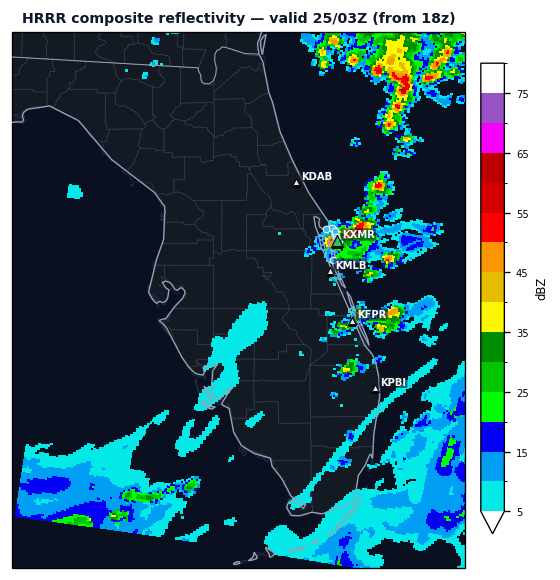 HRRR composite reflectivity — valid 25/03Z (from 18z)
KDAB
KXMR
KMLB
KFPR
KPBI
75
65
55
45
35
25
15
5
dBZ